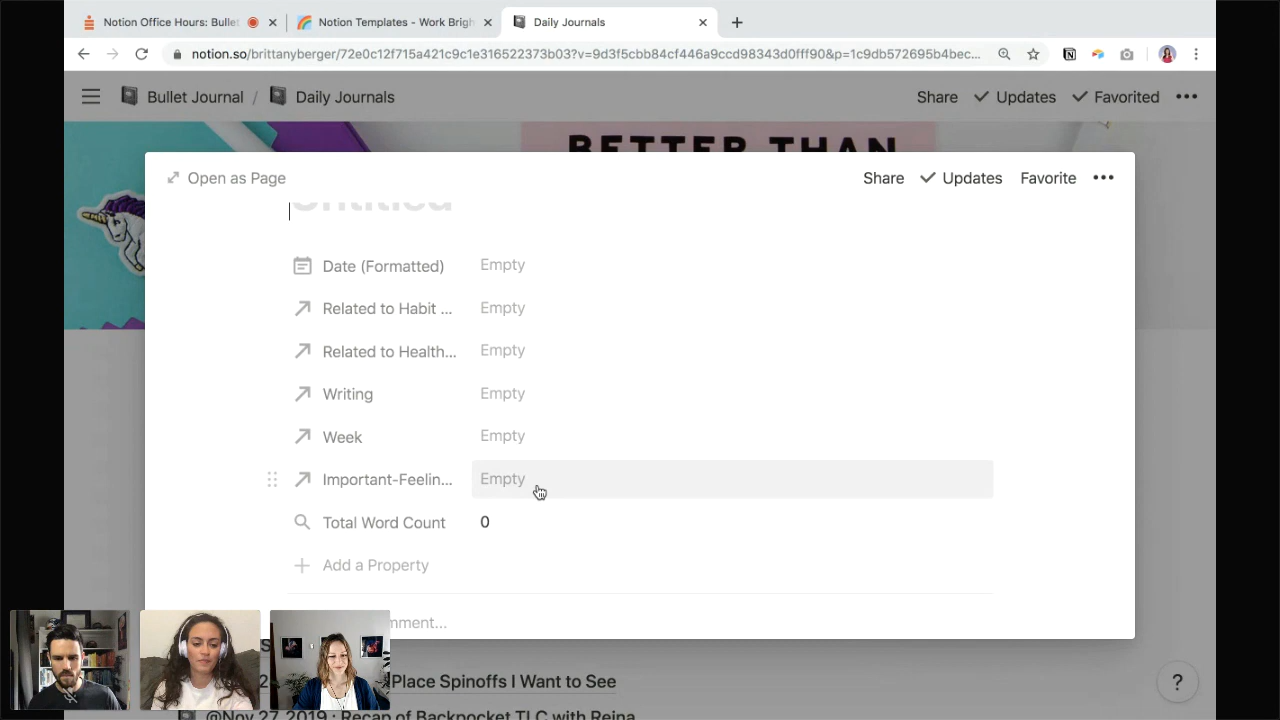 Notion Office Hours: Bullet
Notion Templates - Work Brigh
Daily Journals
notion.so/brittanyberger/72e0c12f715a421c9c1e316522373b03?v=9d3f5cbb84cf446a9ccd98343d0fff90&p=1c9db572695b4bec...
Bullet Journal / Daily Journals
Share Updates Favorited
BETTER THAN
Open as Page
Share Updates Favorite
Untitled
Date (Formatted) Empty
Related to Habit ... Empty
Related to Health... Empty
Writing Empty
Week Empty
Important-Feelin... Empty
Total Word Count 0
Add a Property
mment...
Place Spinoffs I Want to See
@Nov 27, 2019 : Recap of Backpocket TLC with Reina
?